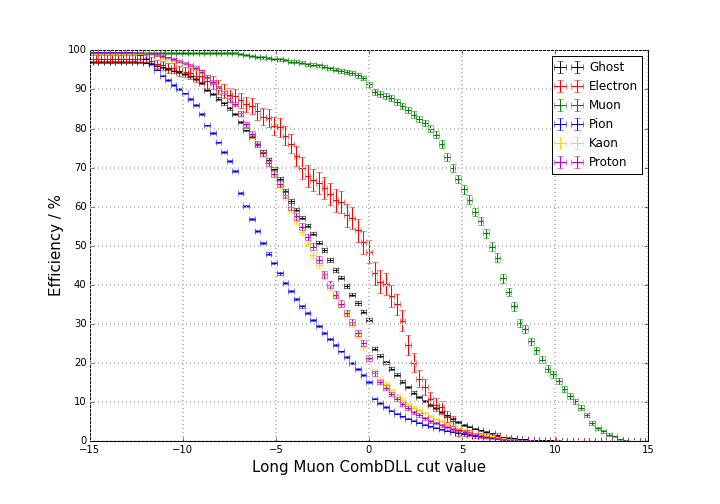 100
90
80
70
60
50
40
30
20
10
0
Efficiency / %
Ghost
Electron
Muon
Pion
Kaon
Proton
−15 −10 −5 0 5 10 15
Long Muon CombDLL cut value